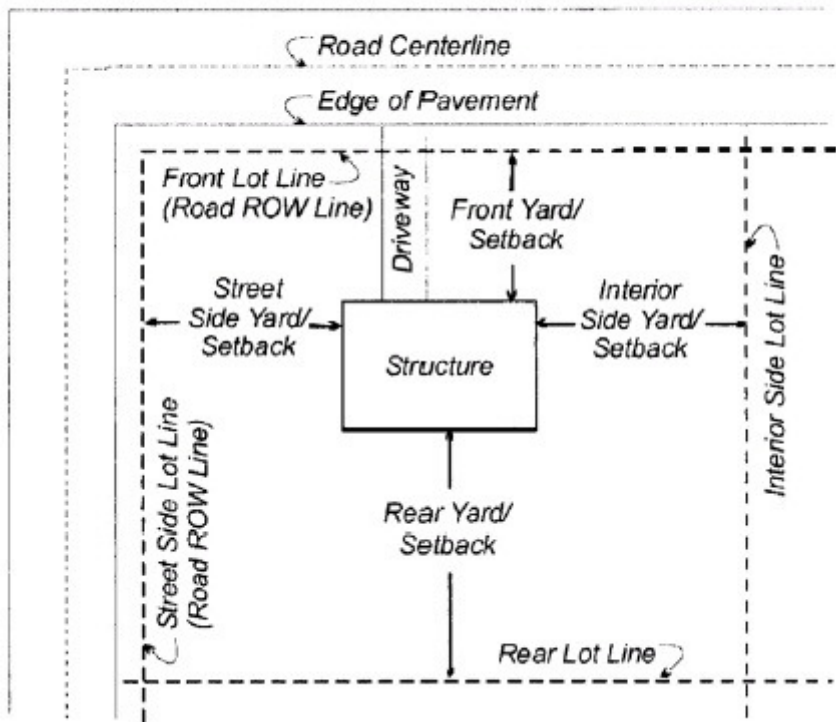 Road Centerline
Edge of Pavement
Front Lot Line
(Road ROW Line)
Driveway
Front Yard/
Setback
Street
Side Yard/
Setback
Interior
Side Yard/
Setback
Structure
Interior Side Lot Line
Street Side Lot Line
(Road ROW Line)
Rear Yard/
Setback
Rear Lot Line